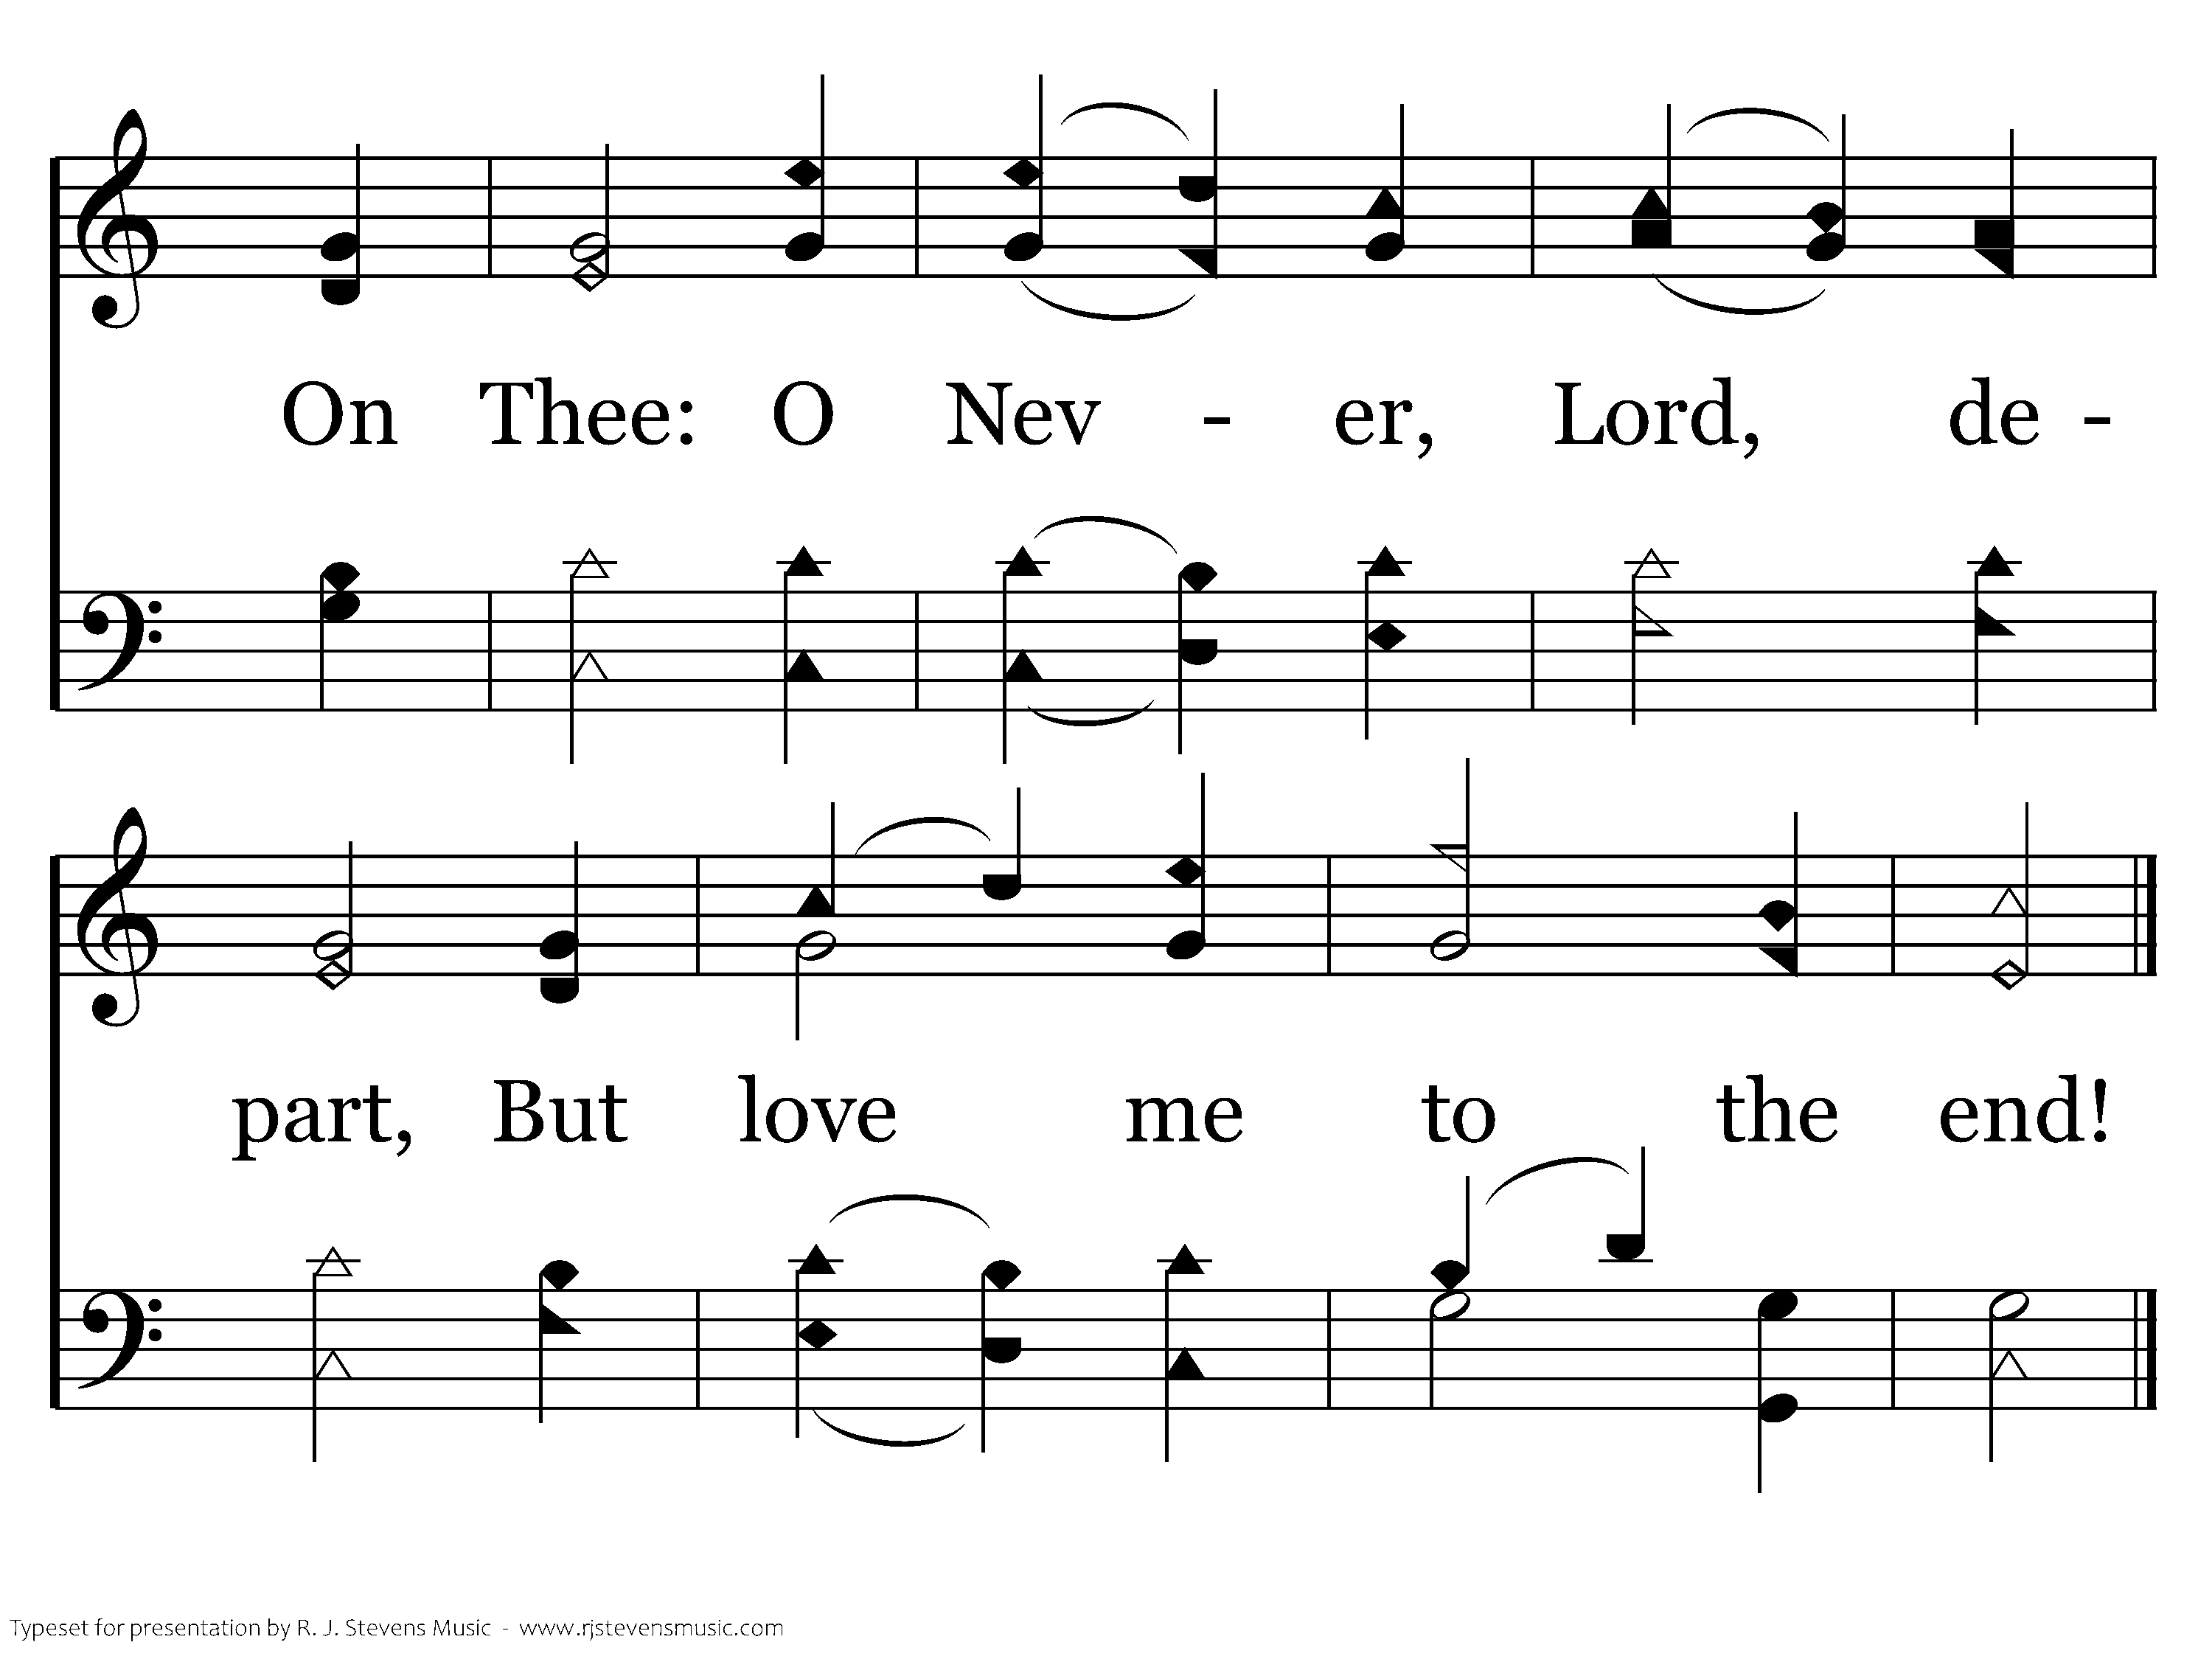 On Thee: O Nev - er, Lord, de -
part, But love me to the end!
Typeset for presentation by R. J. Stevens Music - www.rjstevensmusic.com